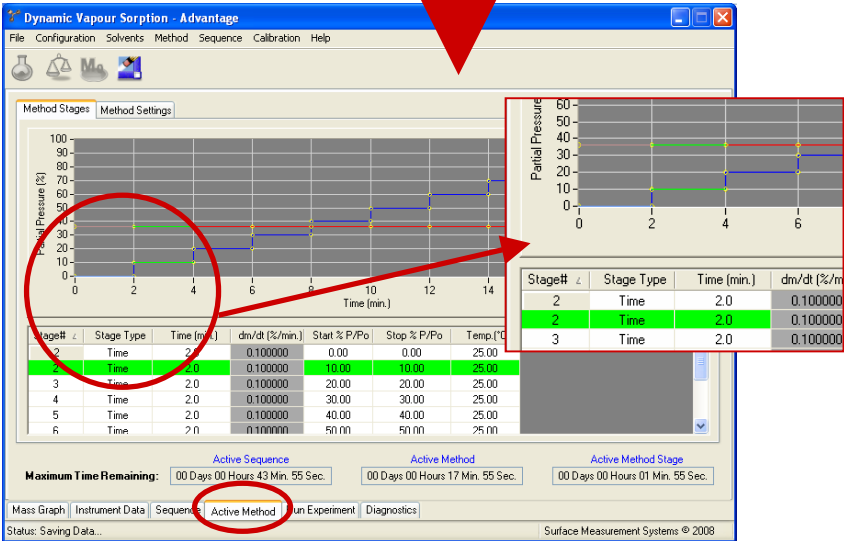 Dynamic Vapour Sorption - Advantage
File Configuration Solvents Method Sequence Calibration Help
Method Stages Method Settings
Partial Pressure (%)
100
90
80
70
60
50
40
30
20
10
0
0 2 4 6 8 10 12 14
Time (min.)
Stage# Stage Type Time (min.) dm/dt (%/min.) Start % P/Po Stop % P/Po Temp.(°C
2 Time 2.0 0.100000 0.00 0.00 25.00
2 Time 2.0 0.100000 10.00 10.00 25.00
3 Time 2.0 0.100000 20.00 20.00 25.00
4 Time 2.0 0.100000 30.00 30.00 25.00
5 Time 2.0 0.100000 40.00 40.00 25.00
6 Time 2.0 0.100000 50.00 50.00 25.00
Partial Pressure
60
50
40
30
20
10
0
0 2 4 6
Stage# Stage Type Time (min.) dm/dt (%/m
2 Time 2.0 0.100000
2 Time 2.0 0.100000
3 Time 2.0 0.100000
Active Sequence Active Method Active Method Stage
Maximum Time Remaining: 00 Days 00 Hours 43 Min. 55 Sec. 00 Days 00 Hours 17 Min. 55 Sec. 00 Days 00 Hours 01 Min. 55 Sec.
Mass Graph Instrument Data Sequence Active Method Run Experiment Diagnostics
Status: Saving Data... Surface Measurement Systems © 2008